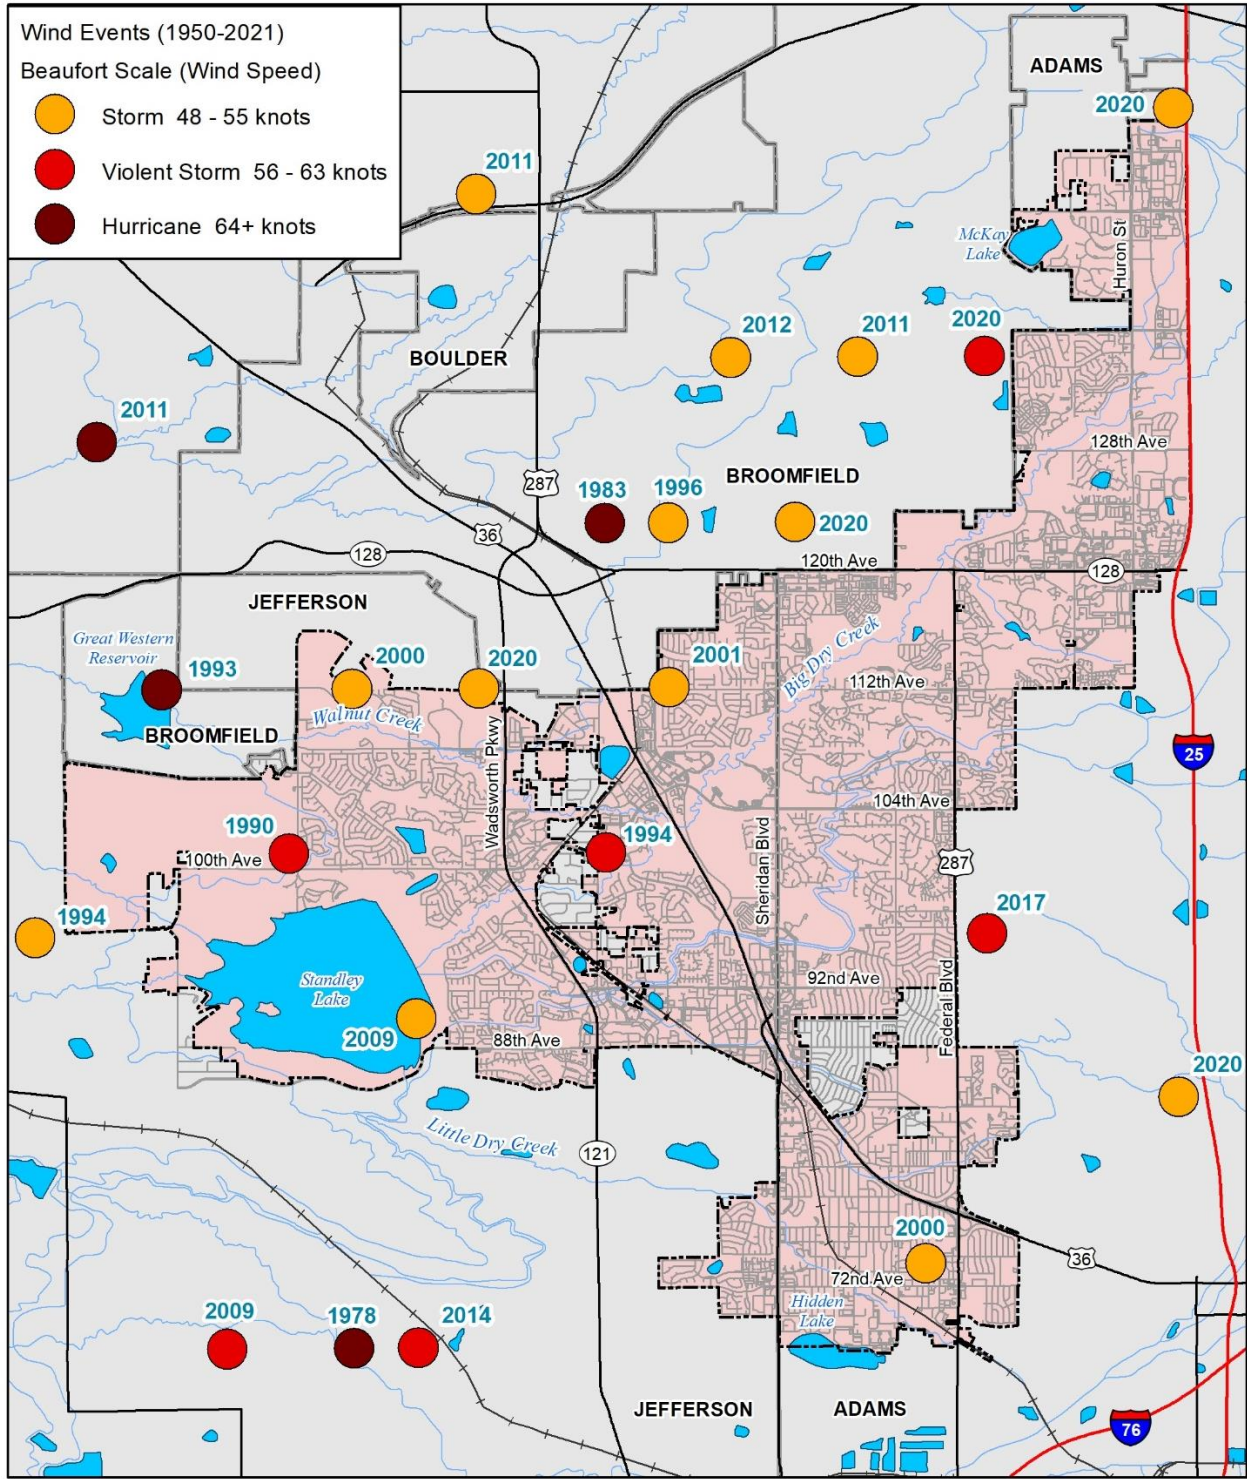 Wind Events (1950-2021)
Beaufort Scale (Wind Speed)
Storm 48 - 55 knots
Violent Storm 56 - 63 knots
Hurricane 64+ knots
ADAMS
2020
2011
McKay
Lake
Huron St
2012
2011
2020
BOULDER
2011
128th Ave
BROOMFIELD
287
1983
1996
2020
36
128
120th Ave
128
JEFFERSON
Great Western
Reservoir
1993
2000
2020
2001
Big Dry Creek
112th Ave
Walnut Creek
BROOMFIELD
Wadsworth Pkwy
25
104th Ave
1990
1994
Sheridan Blvd
100th Ave
287
1994
2017
Standley
Lake
92nd Ave
Federal Blvd
2009
88th Ave
2020
Little Dry Creek
121
2000
36
72nd Ave
Hidden
Lake
2009
1978
2014
JEFFERSON
ADAMS
76